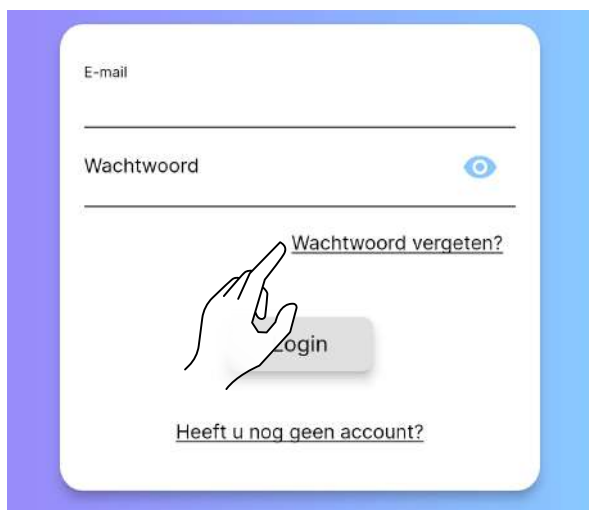 E-mail
Wachtwoord
Wachtwoord vergeten?
Login
Heeft u nog geen account?